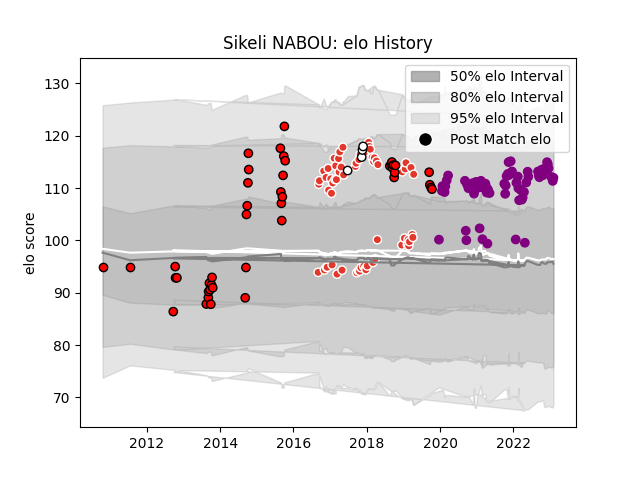 Sikeli NABOU: elo History
130
120
110
100
90
80
70
elo score
50% elo Interval
80% elo Interval
95% elo Interval
Post Match elo
2012
2014
2016
2018
2020
2022